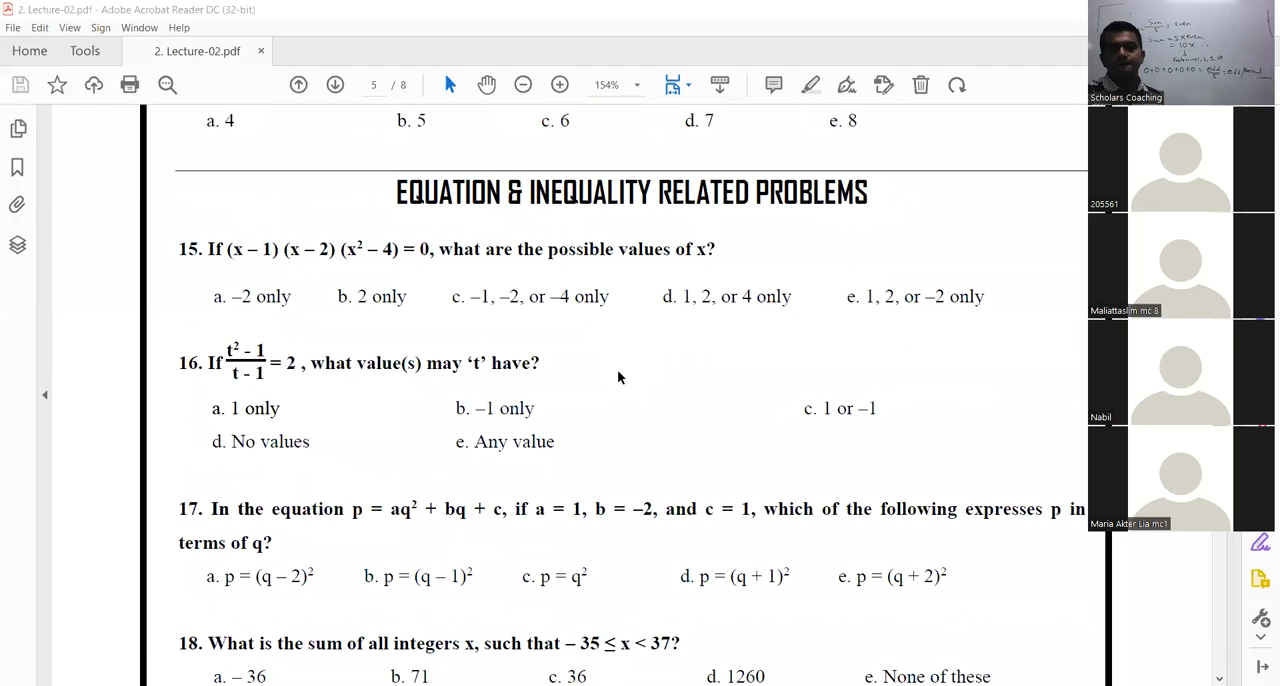 2. Lecture-02.pdf - Adobe Acrobat Reader DC (32-bit)
File Edit View Sign Window Help
Home Tools 2. Lecture-02.pdf ×
5 / 8 154%
a. 4 b. 5 c. 6 d. 7 e. 8
EQUATION & INEQUALITY RELATED PROBLEMS
15. If (x – 1) (x – 2) (x² – 4) = 0, what are the possible values of x?
a. –2 only b. 2 only c. –1, –2, or –4 only d. 1, 2, or 4 only e. 1, 2, or –2 only
16. If t² - 1 / t - 1 = 2 , what value(s) may ‘t’ have?
a. 1 only b. –1 only c. 1 or –1
d. No values e. Any value
17. In the equation p = aq² + bq + c, if a = 1, b = –2, and c = 1, which of the following expresses p in
terms of q?
a. p = (q – 2)² b. p = (q – 1)² c. p = q² d. p = (q + 1)² e. p = (q + 2)²
18. What is the sum of all integers x, such that – 35 ≤ x < 37?
a. – 36 b. 71 c. 36 d. 1260 e. None of these
Sum = 5 × even
= 10x
Scholars Coaching
205561
Maliattaslim mc 8
Nabil
Maria Akter Lia mc1